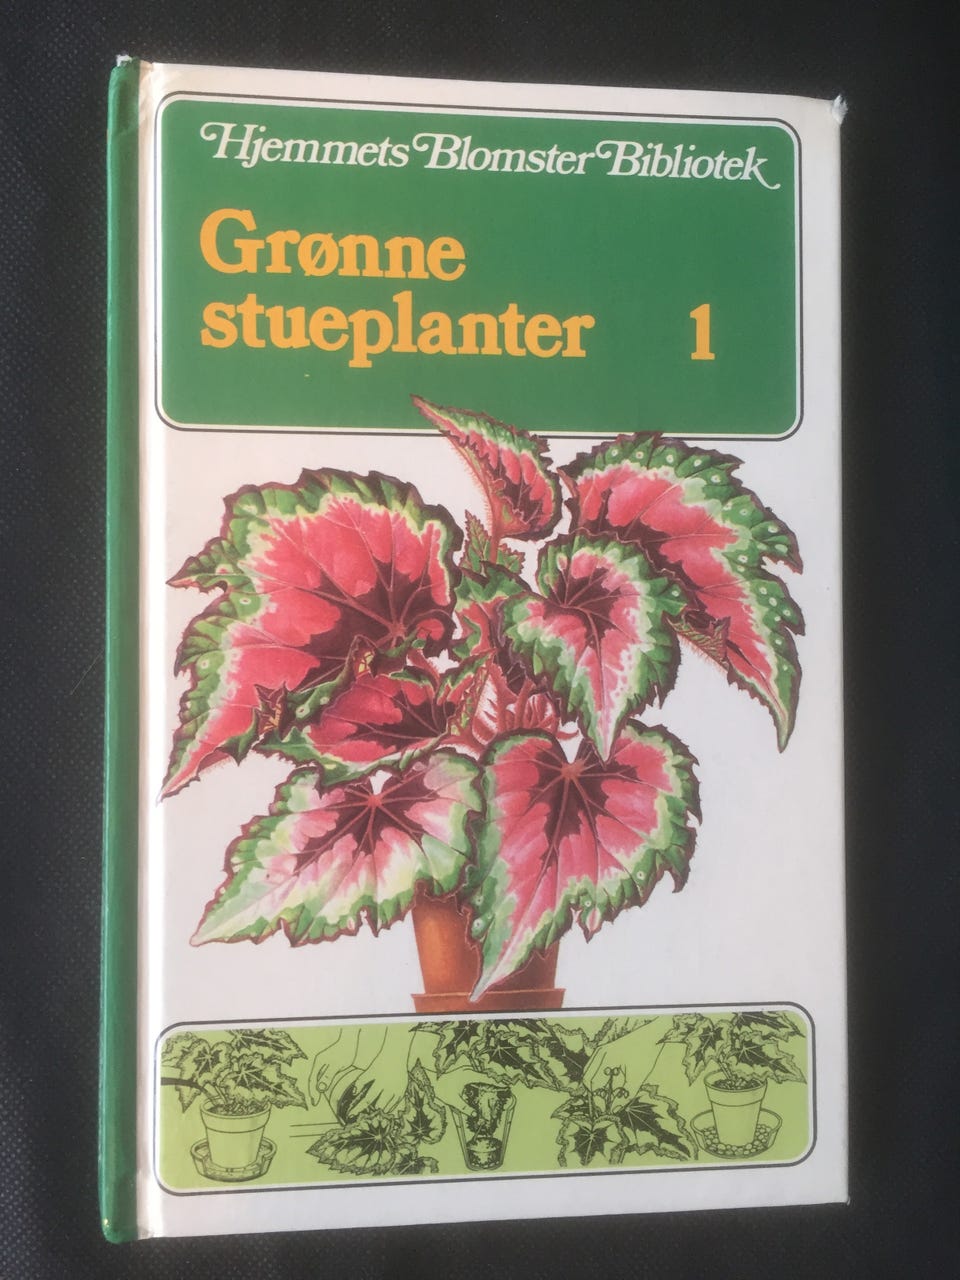 Hjemmets Blomster Bibliotek
Grønne
stueplanter 1